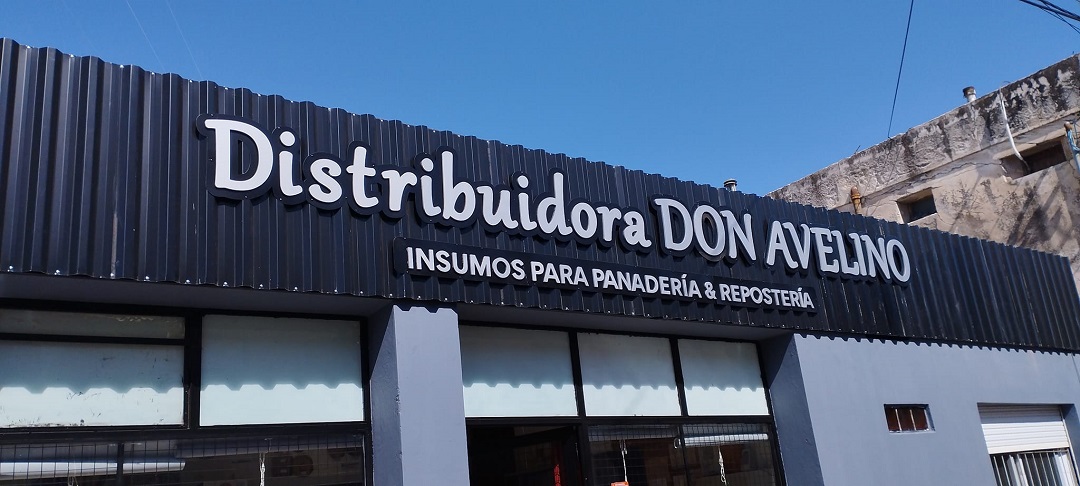 Distribuidora DON AVELINO
INSUMOS PARA PANADERÍA & REPOSTERÍA